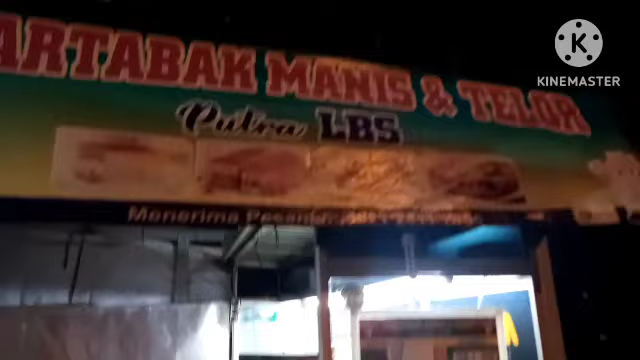 ARTABAK MANIS & TELOR
Putra LBS
Menerima Pesanan
KINEMASTER